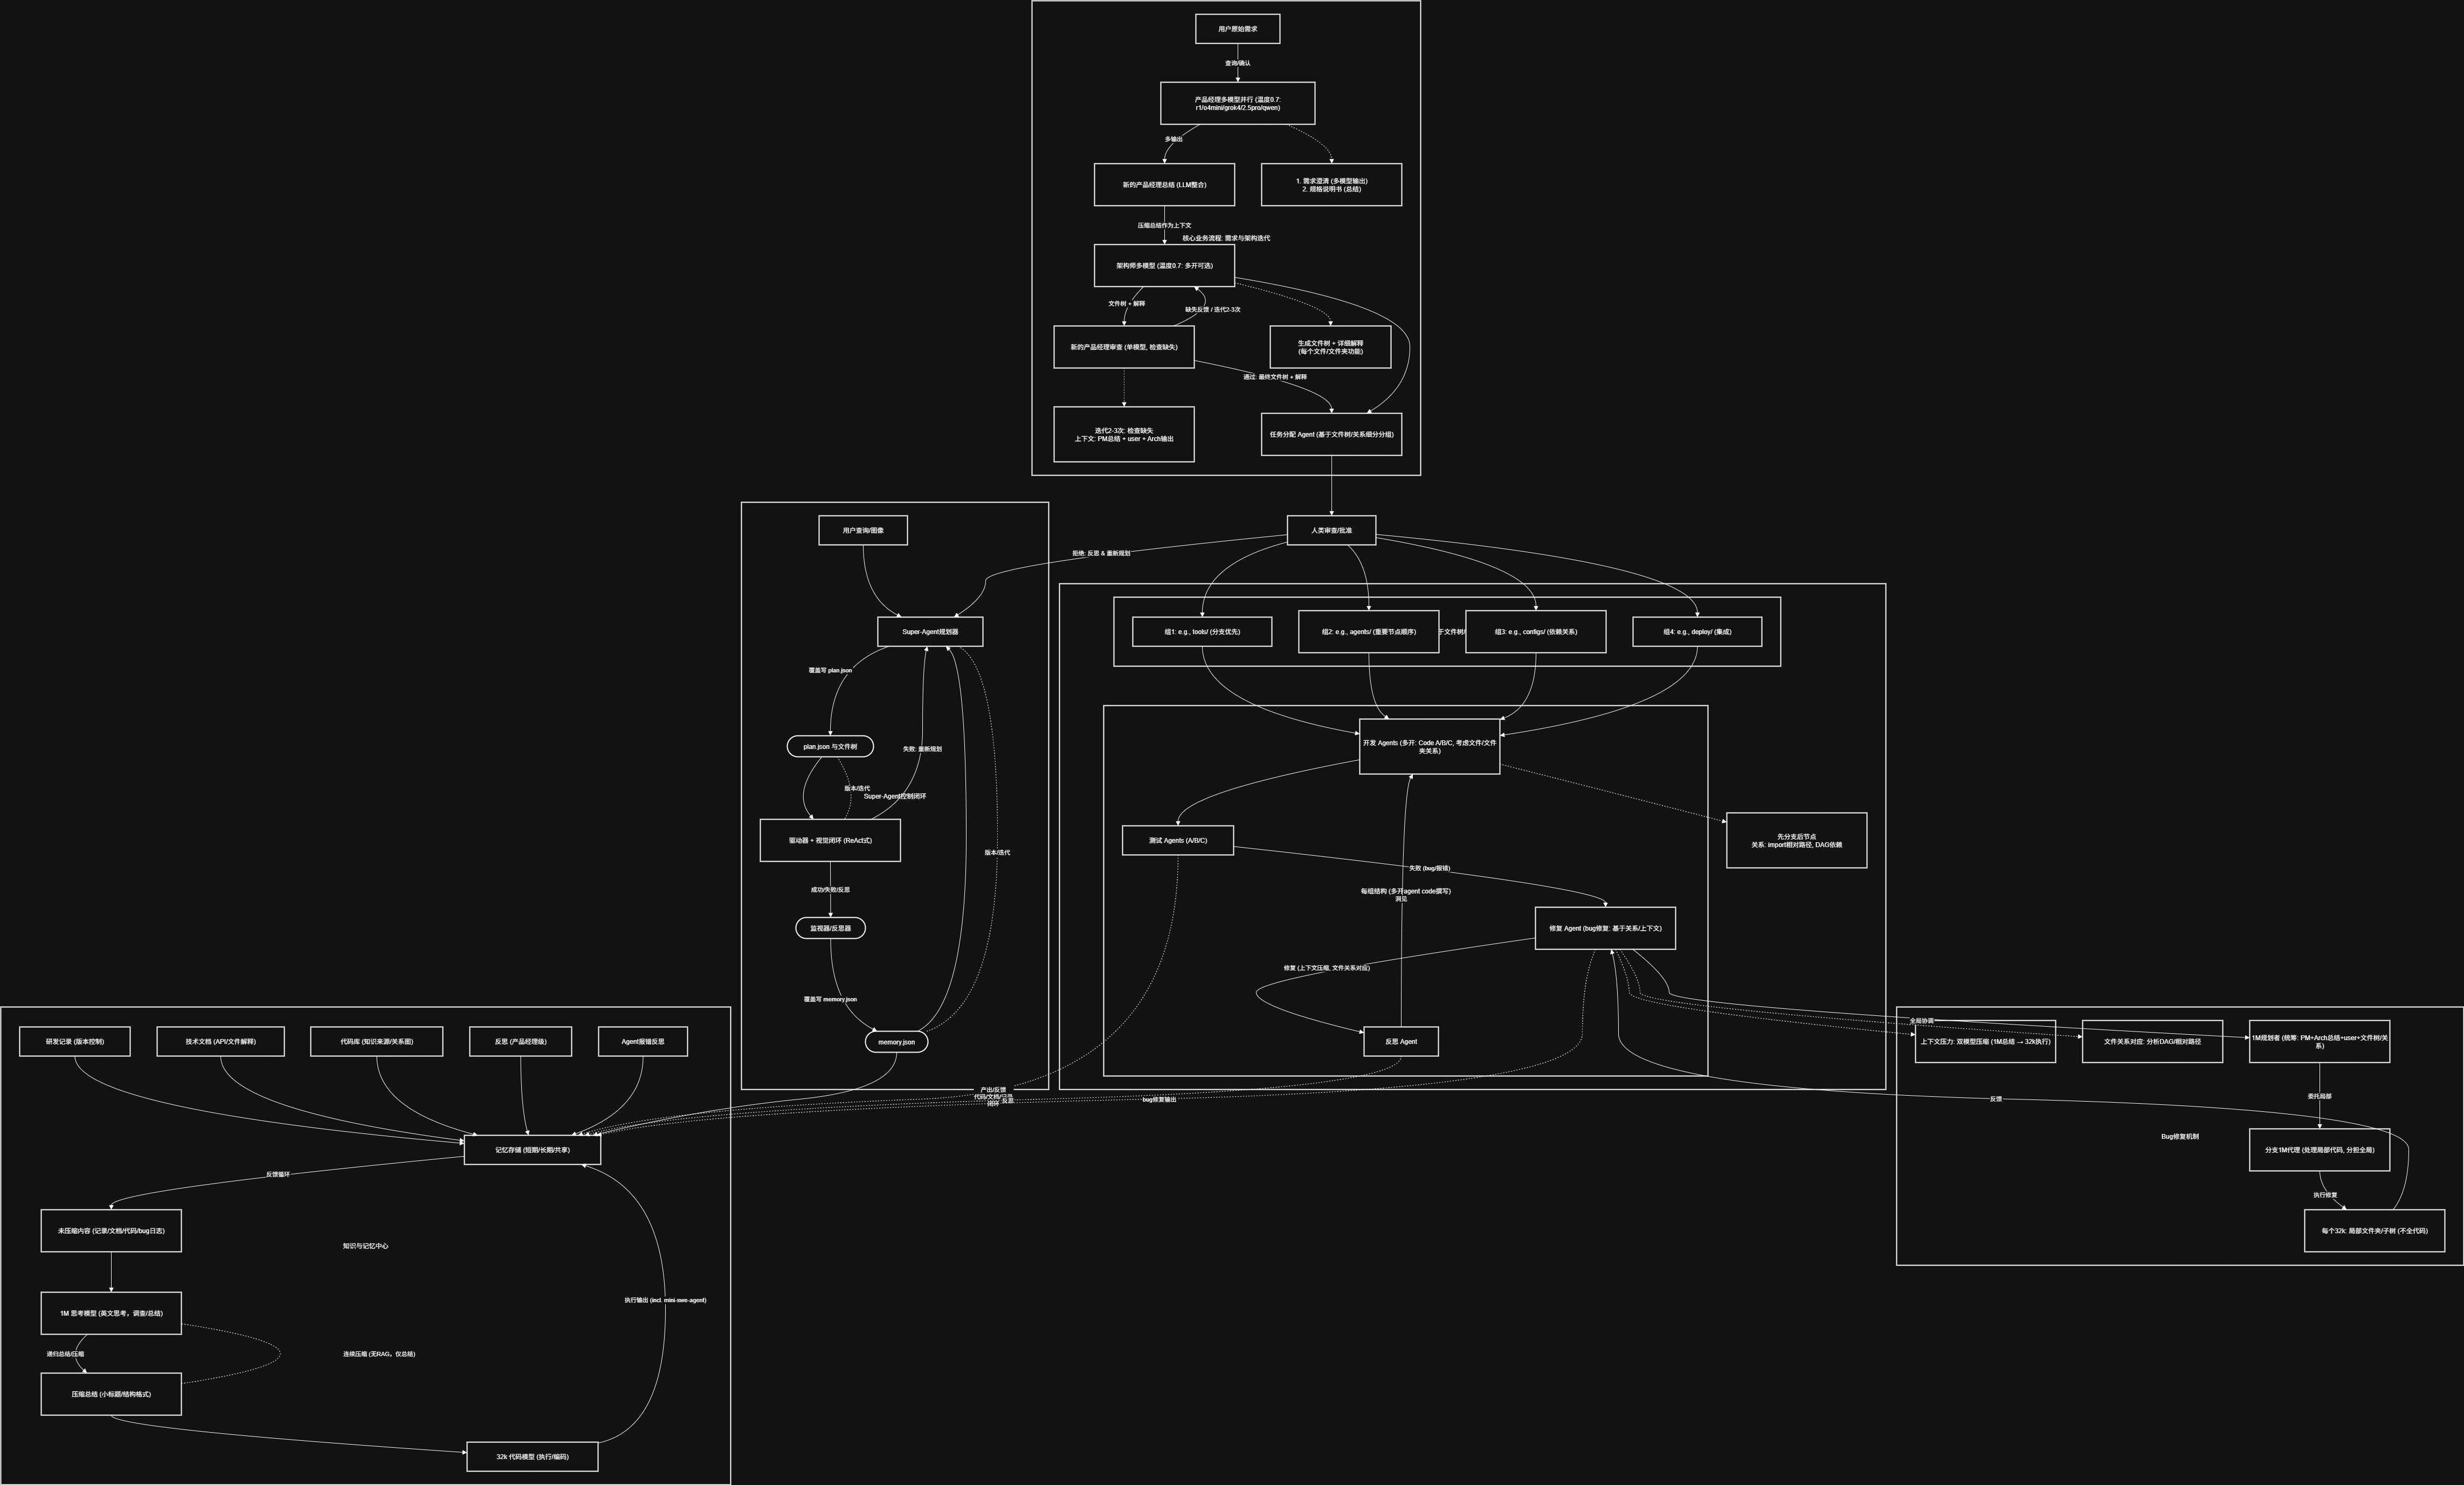 用户原始需求
查询/确认
产品经理多模型并行 (温度0.7:
r1/o4mini/grok4/2.5pro/qwen)
多输出
新的产品经理总结 (LLM整合)
1. 需求澄清 (多模型输出)
2. 规格说明书 (总结)
压缩总结作为上下文
核心业务流程: 需求与架构迭代
架构师多模型 (温度0.7: 多开可选)
文件树 + 解释
缺失反馈 / 迭代2-3次
新的产品经理审查 (单模型, 检查缺失)
生成文件树 + 详细解释
(每个文件/文件夹功能)
通过: 最终文件树 + 解释
迭代2-3次: 检查缺失
上下文: PM总结 + user + Arch输出
任务分配 Agent (基于文件树/关系细分分组)
用户查询/图像
人类审查/批准
拒绝: 反思 & 重新规划
Super-Agent规划器
覆盖写 plan.json
plan.json 与文件树
失败: 重新规划
版本/迭代
Super-Agent控制闭环
驱动器 + 视觉闭环 (ReAct式)
版本/迭代
成功/失败/反思
监视器/反思器
覆盖写 memory.json
memory.json
组1: e.g., tools/ (分支优先)
组2: e.g., agents/ (重要节点顺序)
于文件树/
组3: e.g., configs/ (依赖关系)
组4: e.g., deploy/ (集成)
开发 Agents (多开: Code A/B/C, 考虑文件/文件
夹关系)
测试 Agents (A/B/C)
先分支后节点
关系: import相对路径, DAG依赖
失败 (bug/报错)
每组结构 (多开agent code撰写)
洞见
修复 Agent (bug修复: 基于关系/上下文)
修复 (上下文压缩, 文件关系对应)
反思 Agent
研发记录 (版本控制)
技术文档 (API/文件解释)
代码库 (知识来源/关系图)
反思 (产品经理级)
Agent报错反思
产出/反馈
代码/文档/记录
闭环
反思
bug修复输出
记忆存储 (短期/长期/共享)
反馈循环
未压缩内容 (记录/文档/代码/bug日志)
知识与记忆中心
1M 思考模型 (英文思考，调查/总结)
执行输出 (incl. mini-swe-agent)
递归总结/压缩
连续压缩 (无RAG，仅总结)
压缩总结 (小标题/结构格式)
32k 代码模型 (执行/编码)
全局协调
上下文压力: 双模型压缩 (1M总结 → 32k执行)
文件关系对应: 分析DAG/相对路径
1M规划者 (统筹: PM+Arch总结+user+文件树/关
系)
委托局部
反馈
Bug修复机制
分支1M代理 (处理局部代码, 分担全局)
执行修复
每个32k: 局部文件夹/子树 (不全代码)